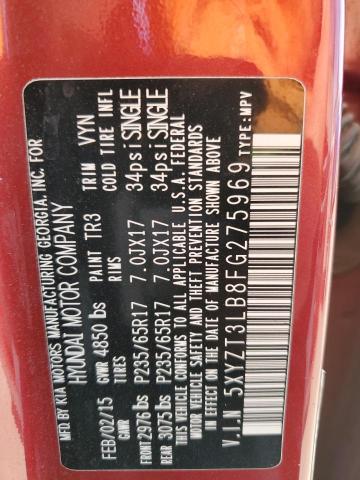 MFD. BY KIA MOTORS MANUFACTURING GEORGIA, INC. FOR
HYUNDAI MOTOR COMPANY
FEB/02/15 PAINT TR3 TRIM VYN
GVWR 4850 lbs
GAWR TIRE RIMS COLD TIRE INFL
FRONT 2976 lbs P235/65R17 7.0JX17 34psi SINGLE
REAR 3075 lbs P235/65R17 7.0JX17 34psi SINGLE
THIS VEHICLE CONFORMS TO ALL APPLICABLE U.S.A. FEDERAL
MOTOR VEHICLE SAFETY, BUMPER, AND THEFT PREVENTION STANDARDS
IN EFFECT ON THE DATE OF MANUFACTURE SHOWN ABOVE
V.I.N 5XYZT3LB8FG275969 TYPE:MPV